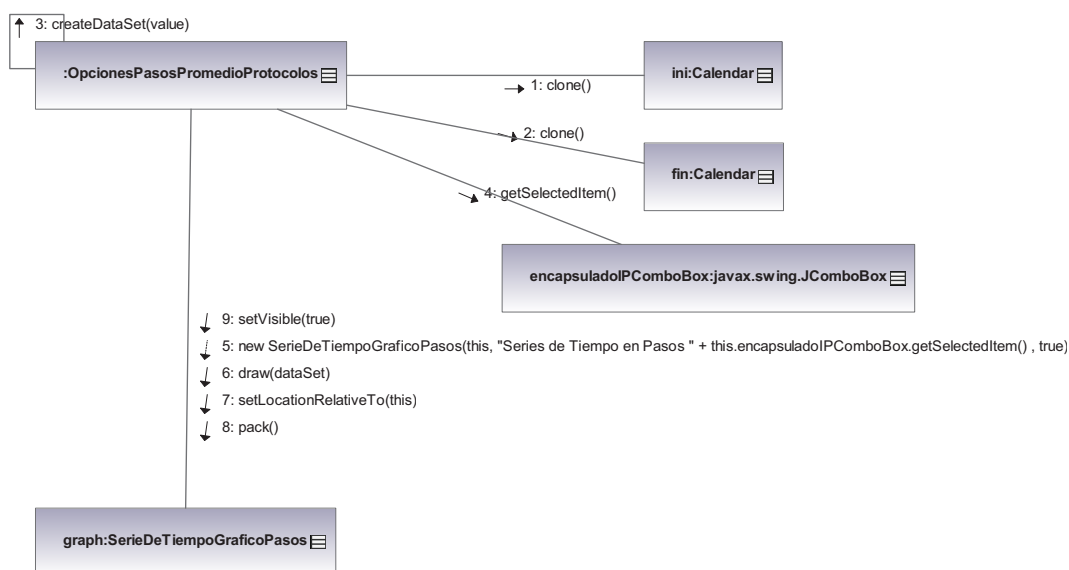 3: createDataSet(value)
:OpcionesPasosPromedioProtocolos
ini:Calendar
1: clone()
2: clone()
fin:Calendar
4: getSelectedItem()
encapsuladoIPComboBox:javax.swing.JComboBox
9: setVisible(true)
5: new SerieDeTiempoGraficoPasos(this, "Series de Tiempo en Pasos " + this.encapsuladoIPComboBox.getSelectedItem() , true)
6: draw(dataSet)
7: setLocationRelativeTo(this)
8: pack()
graph:SerieDeTiempoGraficoPasos